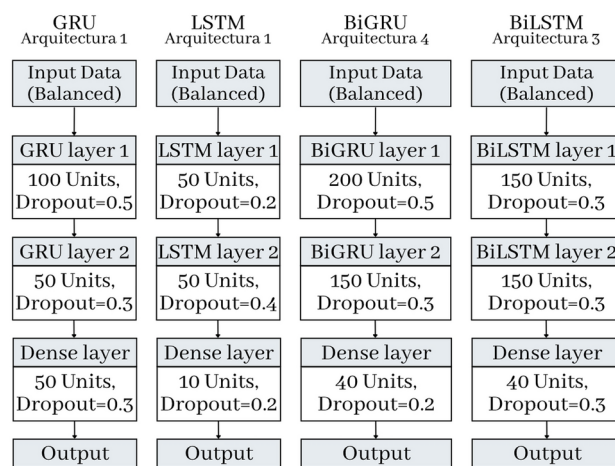 GRU
Arquitectura 1
Input Data
(Balanced)
GRU layer 1
100 Units,
Dropout=0.5
GRU layer 2
50 Units,
Dropout=0.3
Dense layer
50 Units,
Dropout=0.3
Output
LSTM
Arquitectura 1
Input Data
(Balanced)
LSTM layer 1
50 Units,
Dropout=0.2
LSTM layer 2
50 Units,
Dropout=0.4
Dense layer
10 Units,
Dropout=0.2
Output
BiGRU
Arquitectura 4
Input Data
(Balanced)
BiGRU layer 1
200 Units,
Dropout=0.5
BiGRU layer 2
150 Units,
Dropout=0.3
Dense layer
40 Units,
Dropout=0.2
Output
BiLSTM
Arquitectura 3
Input Data
(Balanced)
BiLSTM layer 1
150 Units,
Dropout=0.3
BiLSTM layer 2
150 Units,
Dropout=0.3
Dense layer
40 Units,
Dropout=0.3
Output